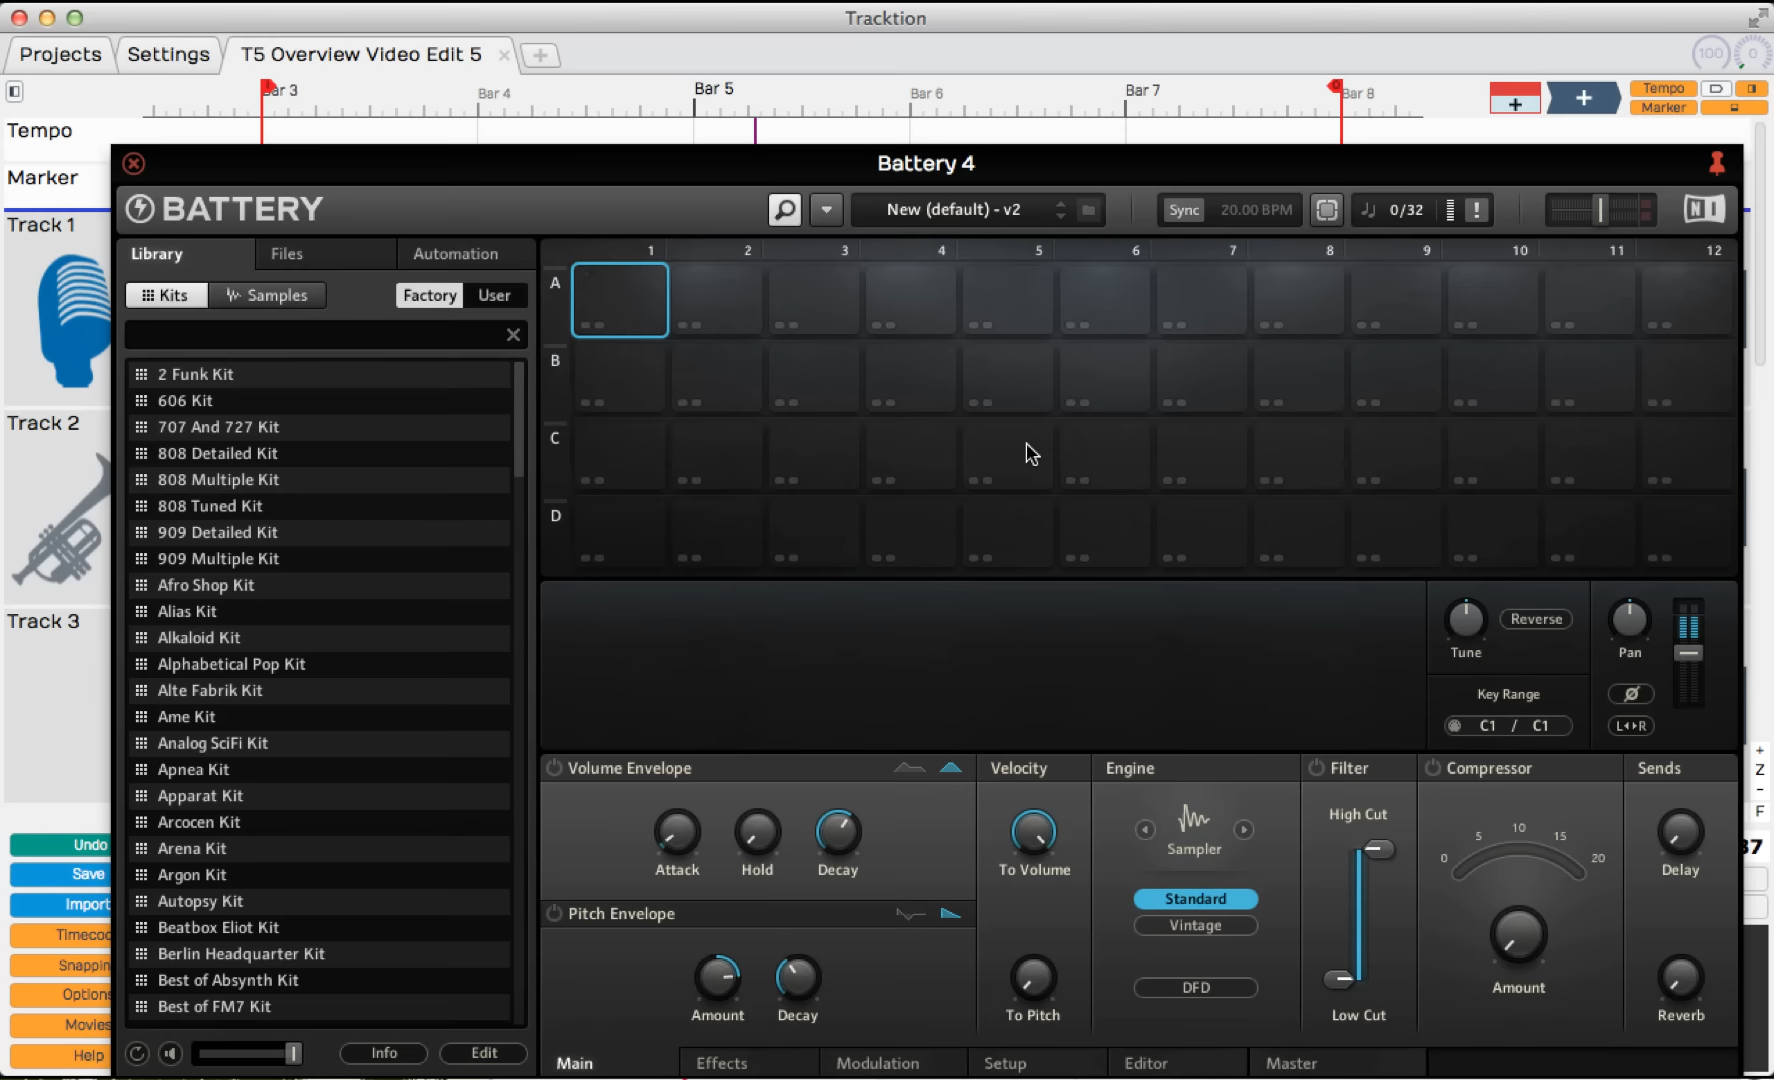 Tracktion
Projects
Settings
T5 Overview Video Edit 5
100
0
Bar 4
Bar 5
Bar 6
Bar 7
Bar 8
Tempo
Marker
Tempo
Marker
Track 1
Track 2
Track 3
Battery 4
BATTERY
New (default) - v2
Sync
20.00 BPM
0/32
!
NI
Library
Files
Automation
Kits
Samples
Factory
User
1 2 3 4 5 6 7 8 9 10 11 12
A
B
C
D
2 Funk Kit
606 Kit
707 And 727 Kit
808 Detailed Kit
808 Multiple Kit
808 Tuned Kit
909 Detailed Kit
909 Multiple Kit
Afro Shop Kit
Alias Kit
Alkaloid Kit
Alphabetical Pop Kit
Alte Fabrik Kit
Ame Kit
Analog SciFi Kit
Apnea Kit
Apparat Kit
Arcocen Kit
Arena Kit
Argon Kit
Autopsy Kit
Beatbox Eliot Kit
Berlin Headquarter Kit
Best of Absynth Kit
Best of FM7 Kit
Info
Edit
Tune
Reverse
Key Range
C1 / C1
Pan
L R
Volume Envelope
Attack
Hold
Decay
Pitch Envelope
Amount
Decay
Velocity
To Volume
To Pitch
Engine
Sampler
Standard
Vintage
DFD
Filter
High Cut
Low Cut
Compressor
0 5 10 15 20
Amount
Sends
Delay
Reverb
Main
Effects
Modulation
Setup
Editor
Master
Undo
Save
Import
Timecod
Snappin
Options
Movies
Help
+
Z
-
F
37